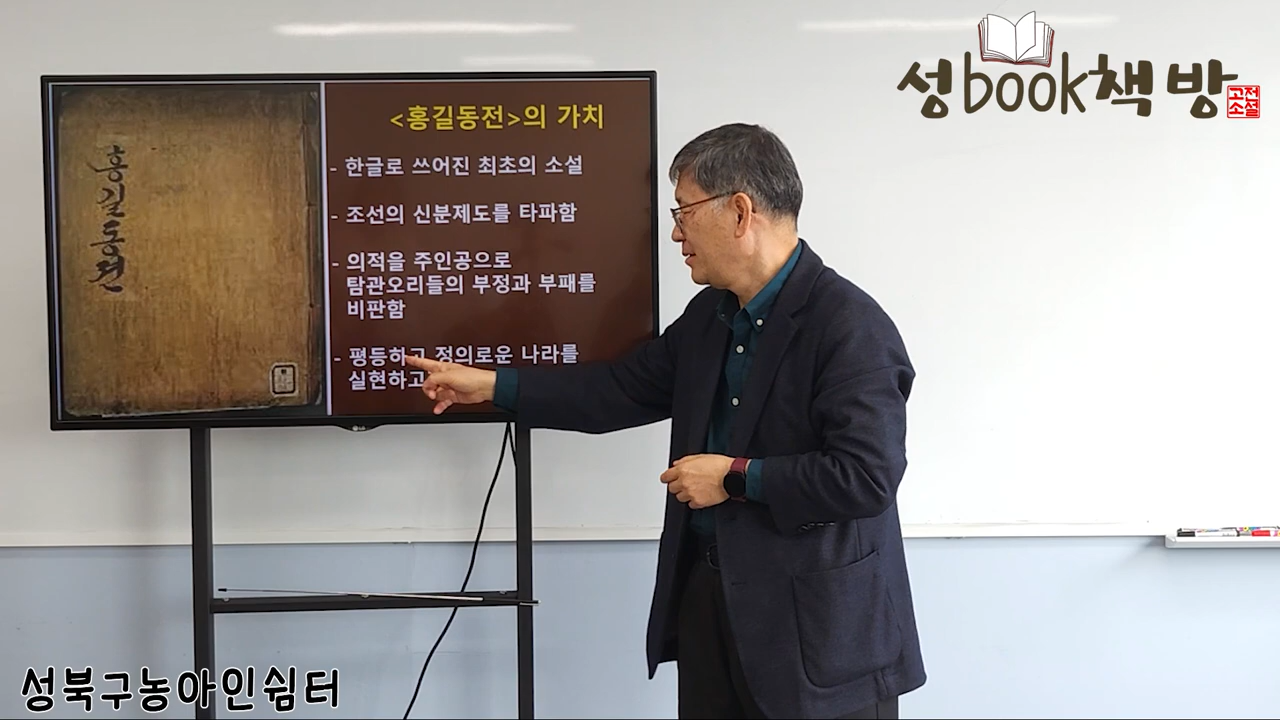 성book책방
고전
소설
홍길동전
<홍길동전>의 가치
- 한글로 쓰어진 최초의 소설
- 조선의 신분제도를 타파함
- 의적을 주인공으로
탐관오리들의 부정과 부패를
비판함
- 평등하고 정의로운 나라를
실현하고
성북구농아인쉼터